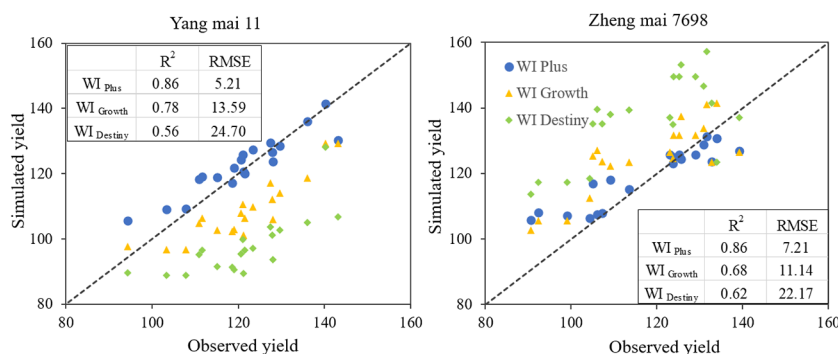 Yang mai 11
160
140
120
100
80
80 100 120 140 160
Simulated yield
Observed yield
R2 RMSE
WI Plus 0.86 5.21
WI Growth 0.78 13.59
WI Destiny 0.56 24.70
Zheng mai 7698
160
140
120
100
80
80 100 120 140 160
Simulated yield
Observed yield
WI Plus
WI Growth
WI Destiny
R2 RMSE
WI Plus 0.86 7.21
WI Growth 0.68 11.14
WI Destiny 0.62 22.17